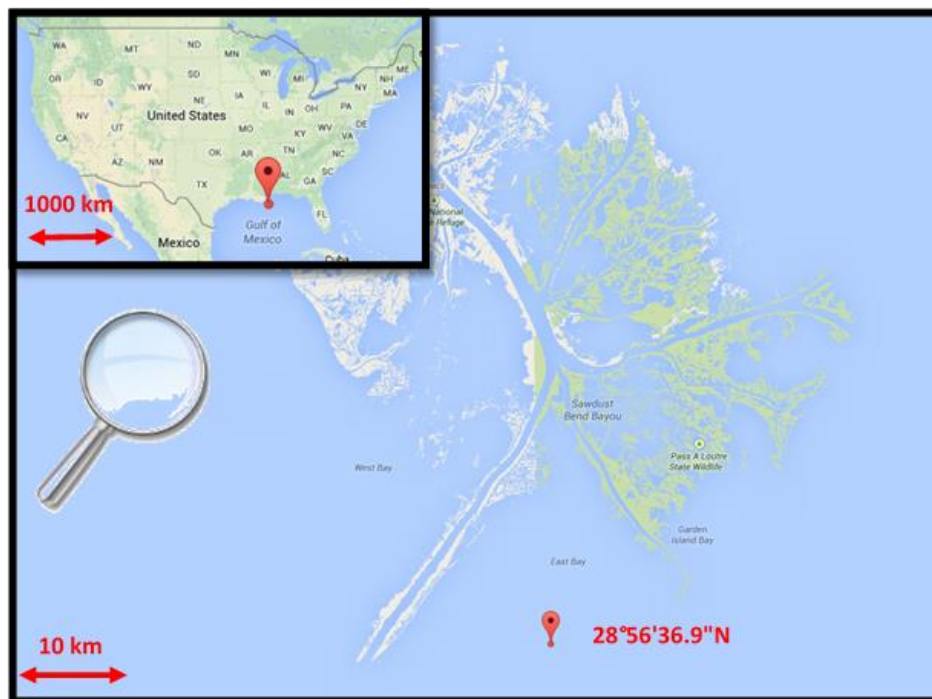 WA MT ND MN
OR ID SD WI MI ME
NH
WY NY MA
NE IA
NV IL IN OH PA
United States
UT MO WV DE
CA KY VA
AZ NM OK AR TN NC
SC
TX AL GA
1000 km
FL
Gulf of
Mexico
Mexico
Cuba
National
Refuge
Sawdust
Bend Bayou
Pass A Loutre
State Wildlife
West Bay
Garden
Island Bay
East Bay
28°56'36.9"N
10 km